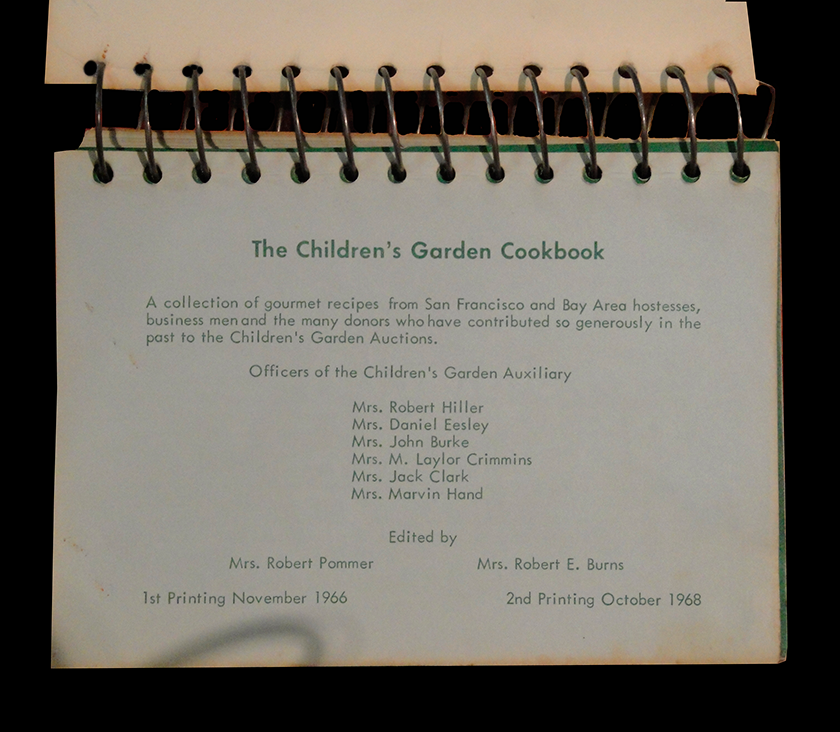 The Children's Garden Cookbook
A collection of gourmet recipes from San Francisco and Bay Area hostesses,
business men and the many donors who have contributed so generously in the
past to the Children's Garden Auctions.
Officers of the Children's Garden Auxiliary
Mrs. Robert Hiller
Mrs. Daniel Eesley
Mrs. John Burke
Mrs. M. Laylor Crimmins
Mrs. Jack Clark
Mrs. Marvin Hand
Edited by
Mrs. Robert Pommer Mrs. Robert E. Burns
1st Printing November 1966 2nd Printing October 1968